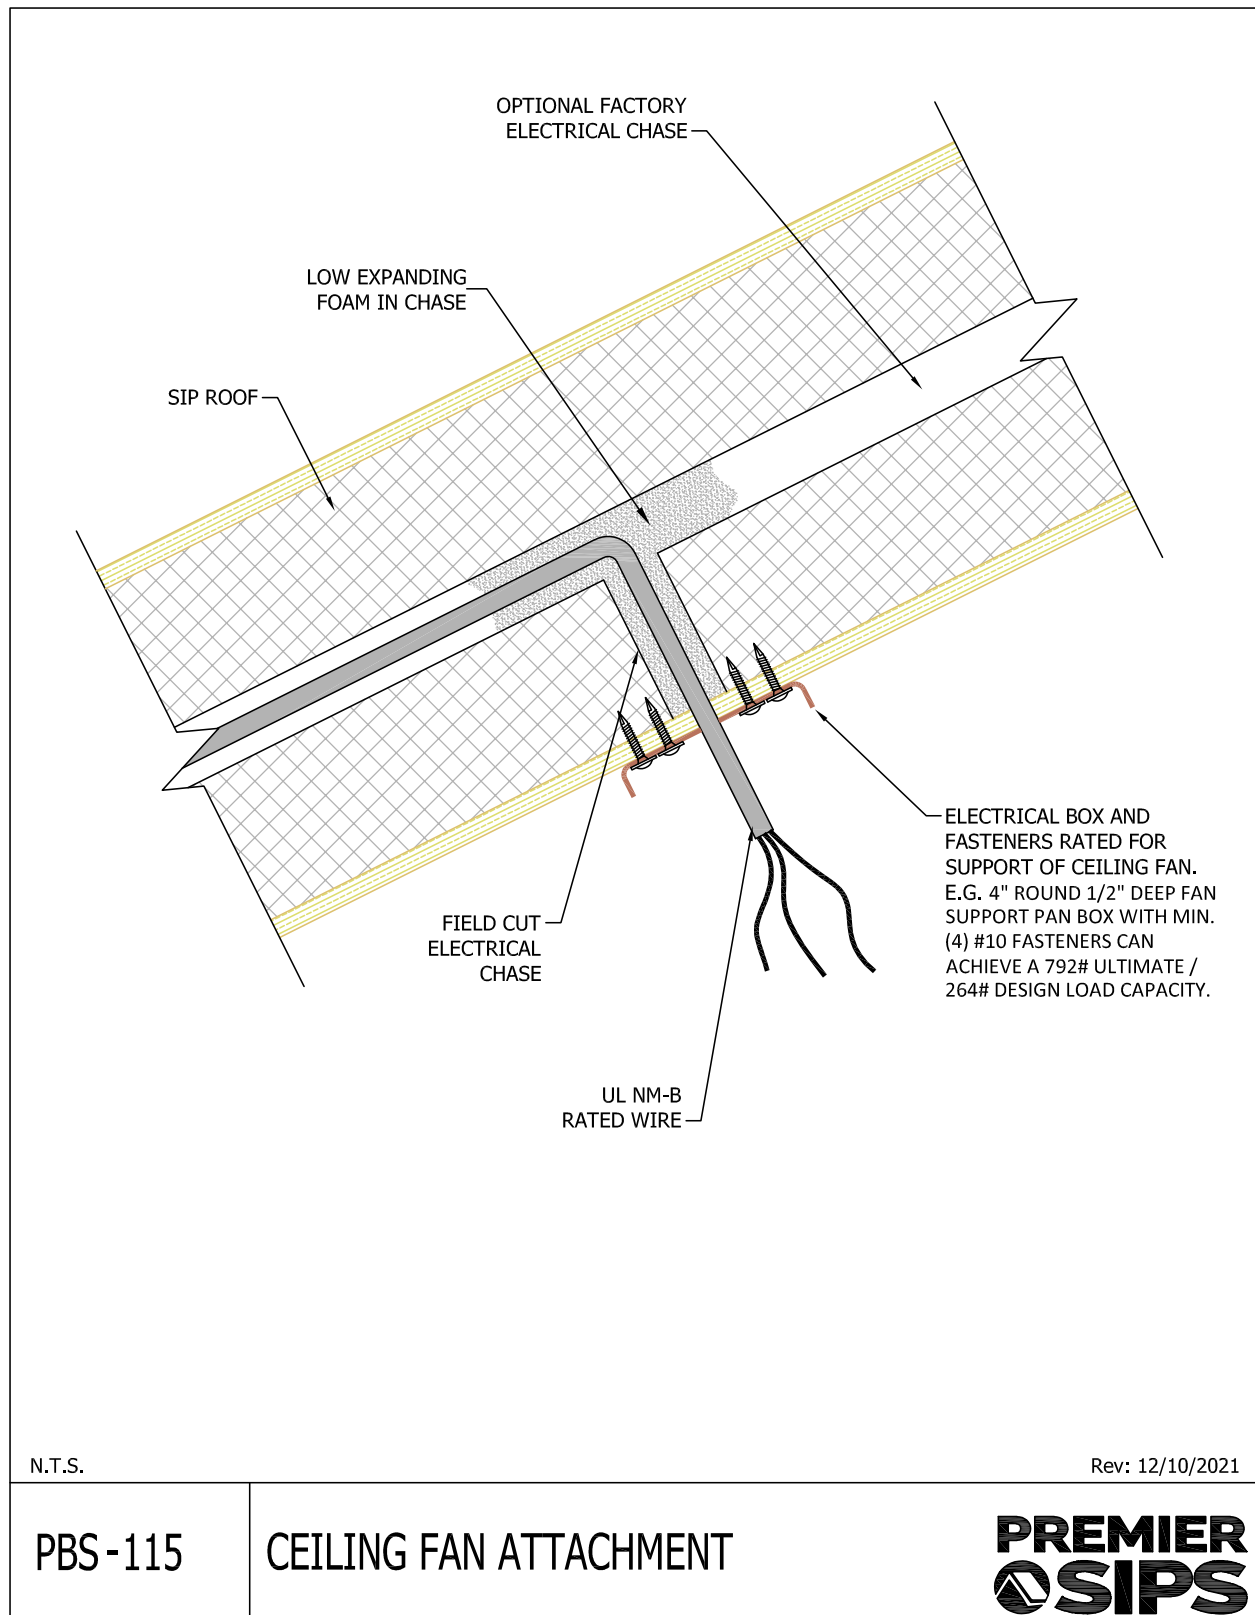 OPTIONAL FACTORY
ELECTRICAL CHASE
LOW EXPANDING
FOAM IN CHASE
SIP ROOF
ELECTRICAL BOX AND
FASTENERS RATED FOR
SUPPORT OF CEILING FAN.
E.G. 4" ROUND 1/2" DEEP FAN
SUPPORT PAN BOX WITH MIN.
(4) #10 FASTENERS CAN
ACHIEVE A 792# ULTIMATE /
264# DESIGN LOAD CAPACITY.
FIELD CUT
ELECTRICAL
CHASE
UL NM-B
RATED WIRE
N.T.S.
Rev: 12/10/2021
PBS-115
CEILING FAN ATTACHMENT
PREMIER
SIPS